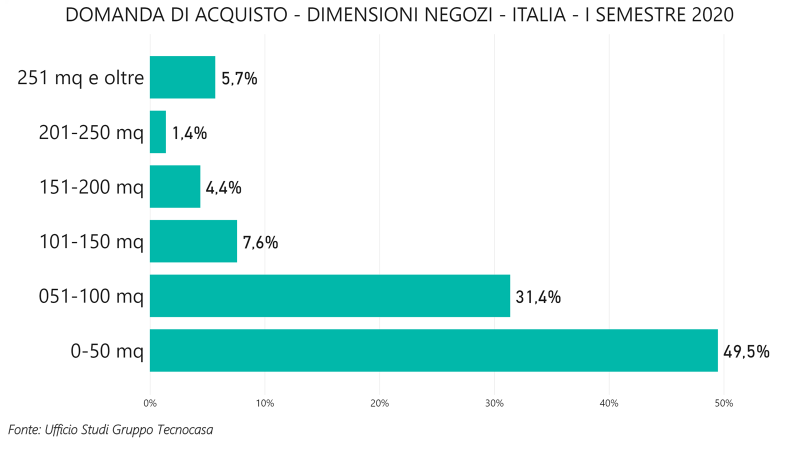 DOMANDA DI ACQUISTO - DIMENSIONI NEGOZI - ITALIA - I SEMESTRE 2020
251 mq e oltre 5,7%
201-250 mq 1,4%
151-200 mq 4,4%
101-150 mq 7,6%
051-100 mq 31,4%
0-50 mq 49,5%
0% 10% 20% 30% 40% 50%
Fonte: Ufficio Studi Gruppo Tecnocasa